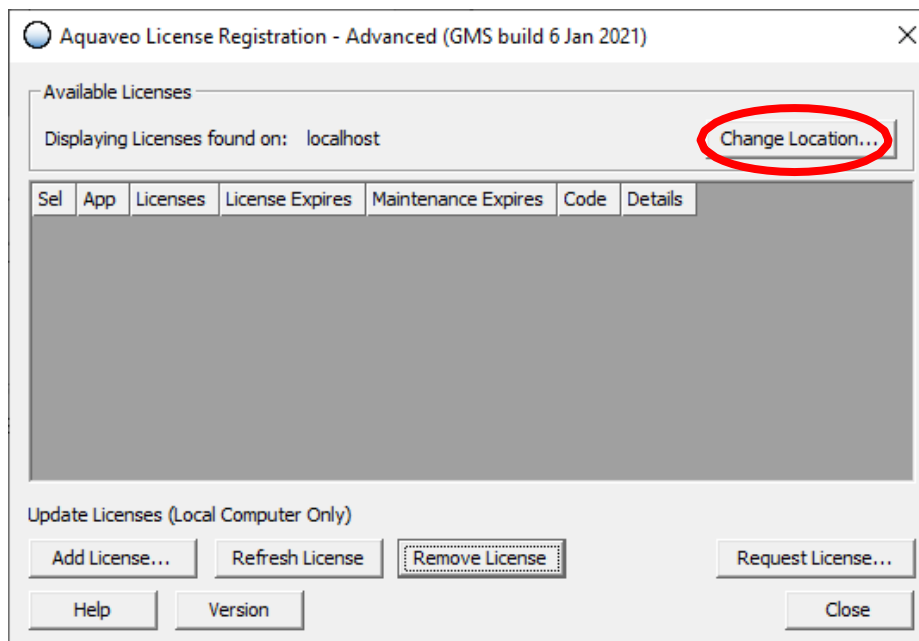 Aquaveo License Registration - Advanced (GMS build 6 Jan 2021)
Available Licenses
Displaying Licenses found on: localhost
Change Location...
Sel App Licenses License Expires Maintenance Expires Code Details
Update Licenses (Local Computer Only)
Add License... Refresh License Remove License Request License...
Help Version Close